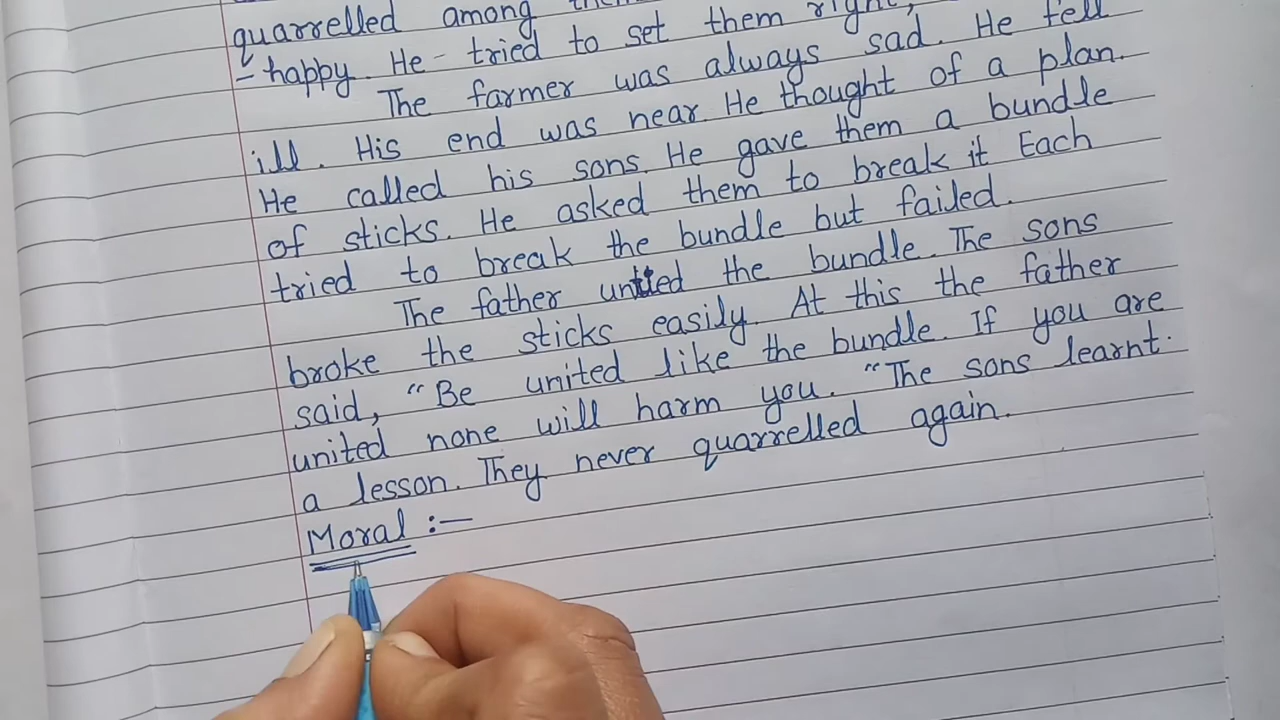 quarrelled among
- happy. He - tried to set them right,
The farmer was always sad. He fell
ill. His end was near. He thought of a plan.
He called his sons. He gave them a bundle
of sticks. He asked them to break it Each
tried to break the bundle but failed.
The father untied the bundle. The sons
broke the sticks easily. At this the father
said, "Be united like the bundle. If you are
united none will harm you. "The sons learnt.
a lesson. They never quarrelled again.
Moral :—